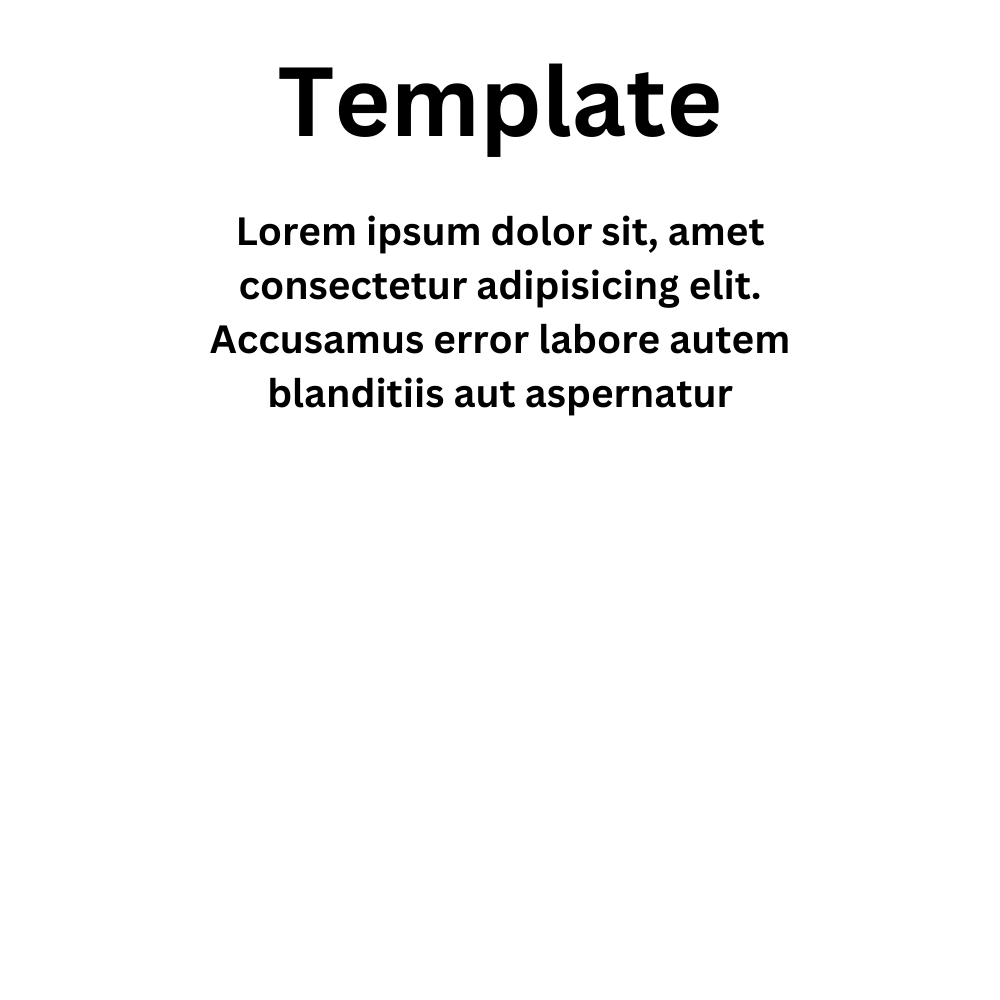 Template
Lorem ipsum dolor sit, amet
consectetur adipisicing elit.
Accusamus error labore autem
blanditiis aut aspernatur